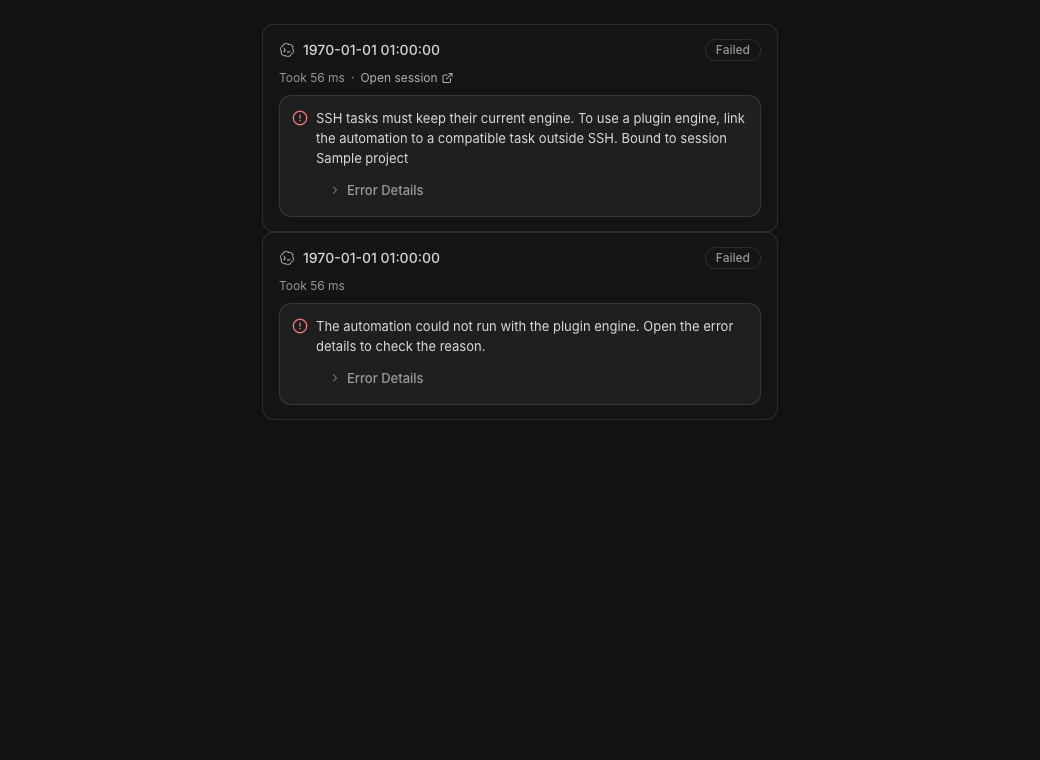 1970-01-01 01:00:00 Failed
Took 56 ms · Open session
SSH tasks must keep their current engine. To use a plugin engine, link
the automation to a compatible task outside SSH. Bound to session
Sample project
Error Details
1970-01-01 01:00:00 Failed
Took 56 ms
The automation could not run with the plugin engine. Open the error
details to check the reason.
Error Details